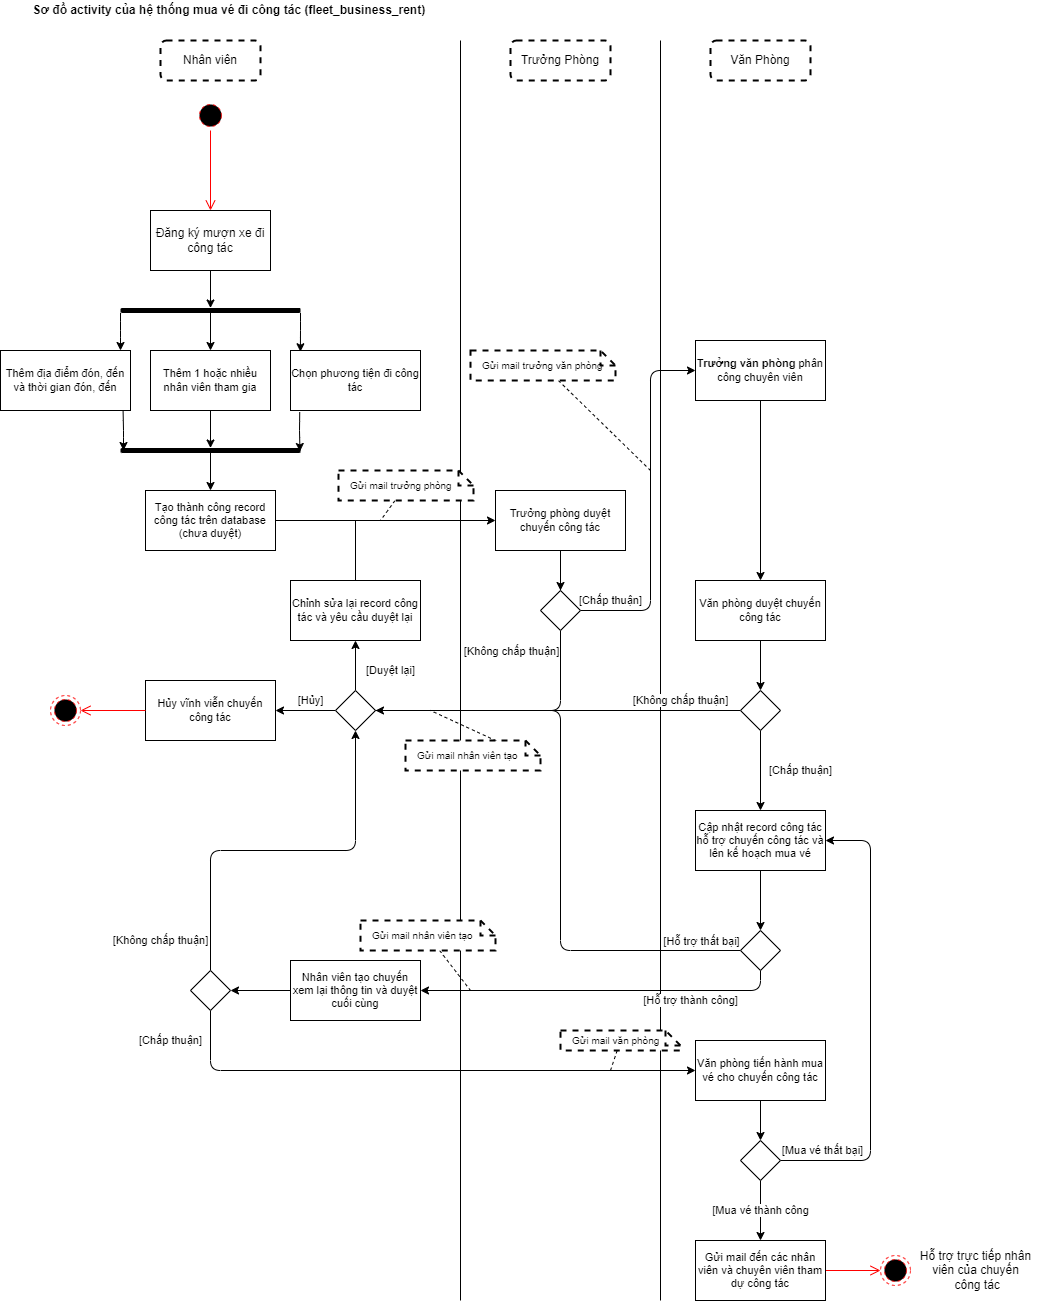 Sơ đồ activity của hệ thống mua vé đi công tác (fleet_business_rent)
Nhân viên
Trưởng Phòng
Văn Phòng
Đăng ký mượn xe đi
công tác
Thêm địa điểm đón, đến
và thời gian đón, đến
Thêm 1 hoặc nhiều
nhân viên tham gia
Chọn phương tiện đi công
tác
Gửi mail trưởng văn phòng
Trưởng văn phòng phân
công chuyên viên
Gửi mail trưởng phòng
Tạo thành công record
công tác trên database
(chưa duyệt)
Trưởng phòng duyệt
chuyến công tác
[Chấp thuận]
Chỉnh sửa lại record công
tác và yêu cầu duyệt lại
Văn phòng duyệt chuyến
công tác
[Không chấp thuận]
[Duyệt lại]
Hủy vĩnh viễn chuyến
công tác
[Hủy]
[Không chấp thuận]
Gửi mail nhân viên tạo
[Chấp thuận]
Cập nhật record công tác
hỗ trợ chuyến công tác và
lên kế hoạch mua vé
[Không chấp thuận]
Gửi mail nhân viên tạo
[Hỗ trợ thất bại]
Nhân viên tạo chuyến
xem lại thông tin và duyệt
cuối cùng
[Hỗ trợ thành công]
[Chấp thuận]
Gửi mail văn phòng
Văn phòng tiến hành mua
vé cho chuyến công tác
[Mua vé thất bại]
[Mua vé thành công
Gửi mail đến các nhân
viên và chuyên viên tham
dự công tác
Hỗ trợ trực tiếp nhân
viên của chuyến
công tác